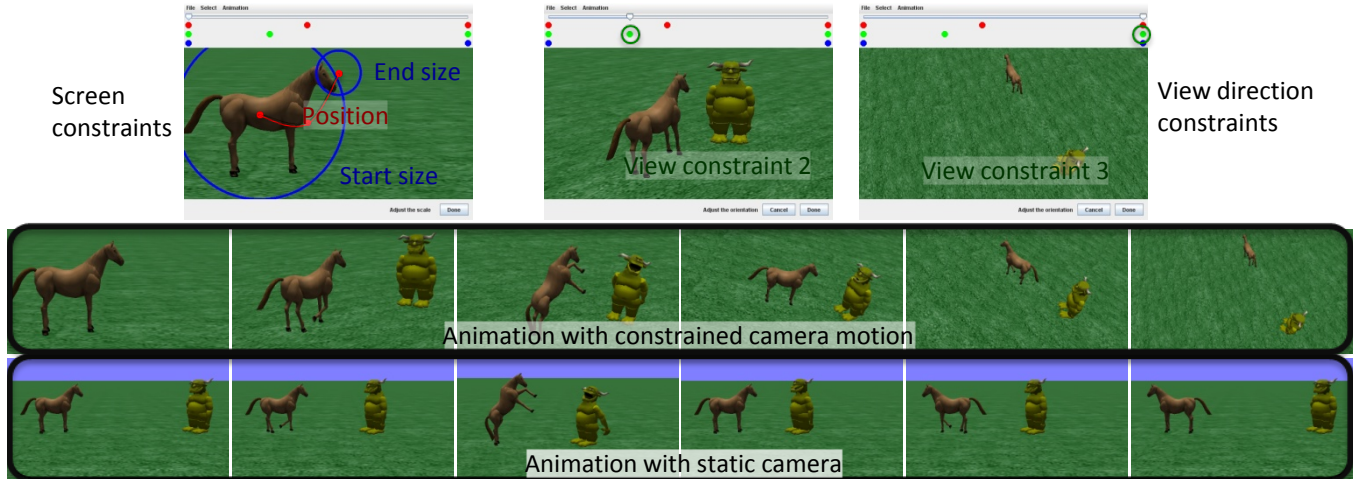 File Select Animation
File Select Animation
File Select Animation
Screen
constraints
End size
Position
Start size
View constraint 2
View constraint 3
View direction
constraints
Adjust the scale Done
Adjust the orientation Cancel Done
Adjust the orientation Cancel Done
Animation with constrained camera motion
Animation with static camera